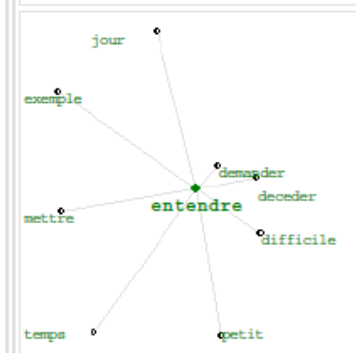 jour
exemple
demander
deceder
entendre
mettre
difficile
temps
petit